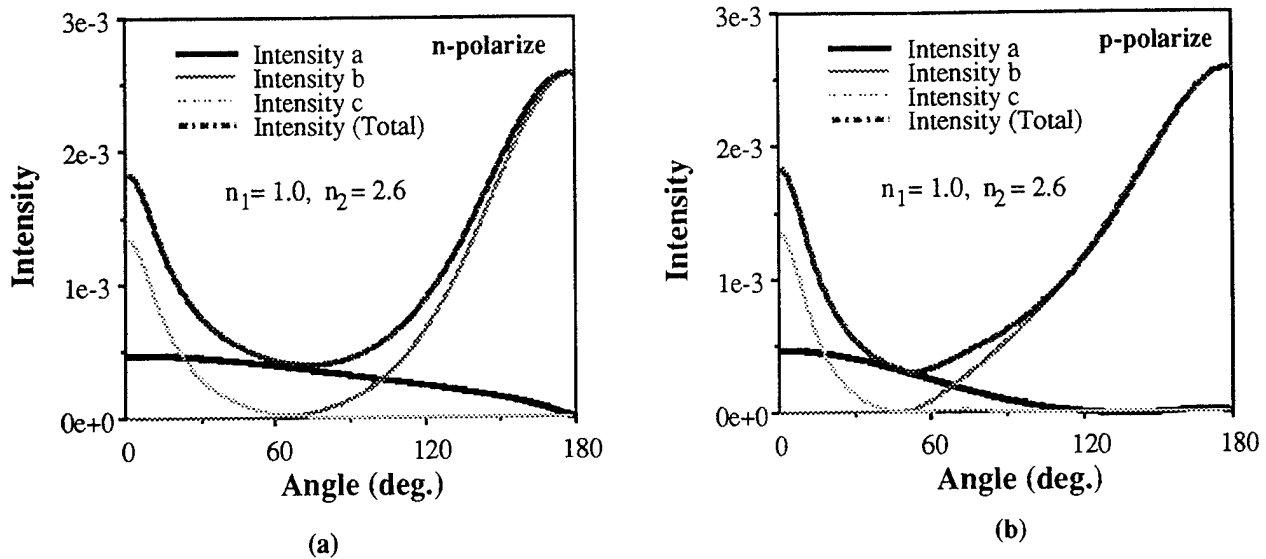 3e-3
n-polarize
Intensity a
Intensity b
Intensity c
Intensity (Total)
2e-3
n1= 1.0, n2= 2.6
Intensity
1e-3
0e+0
0 60 120 180
Angle (deg.)
(a)
3e-3
p-polarize
Intensity a
Intensity b
Intensity c
Intensity (Total)
2e-3
n1= 1.0, n2= 2.6
Intensity
1e-3
0e+0
0 60 120 180
Angle (deg.)
(b)